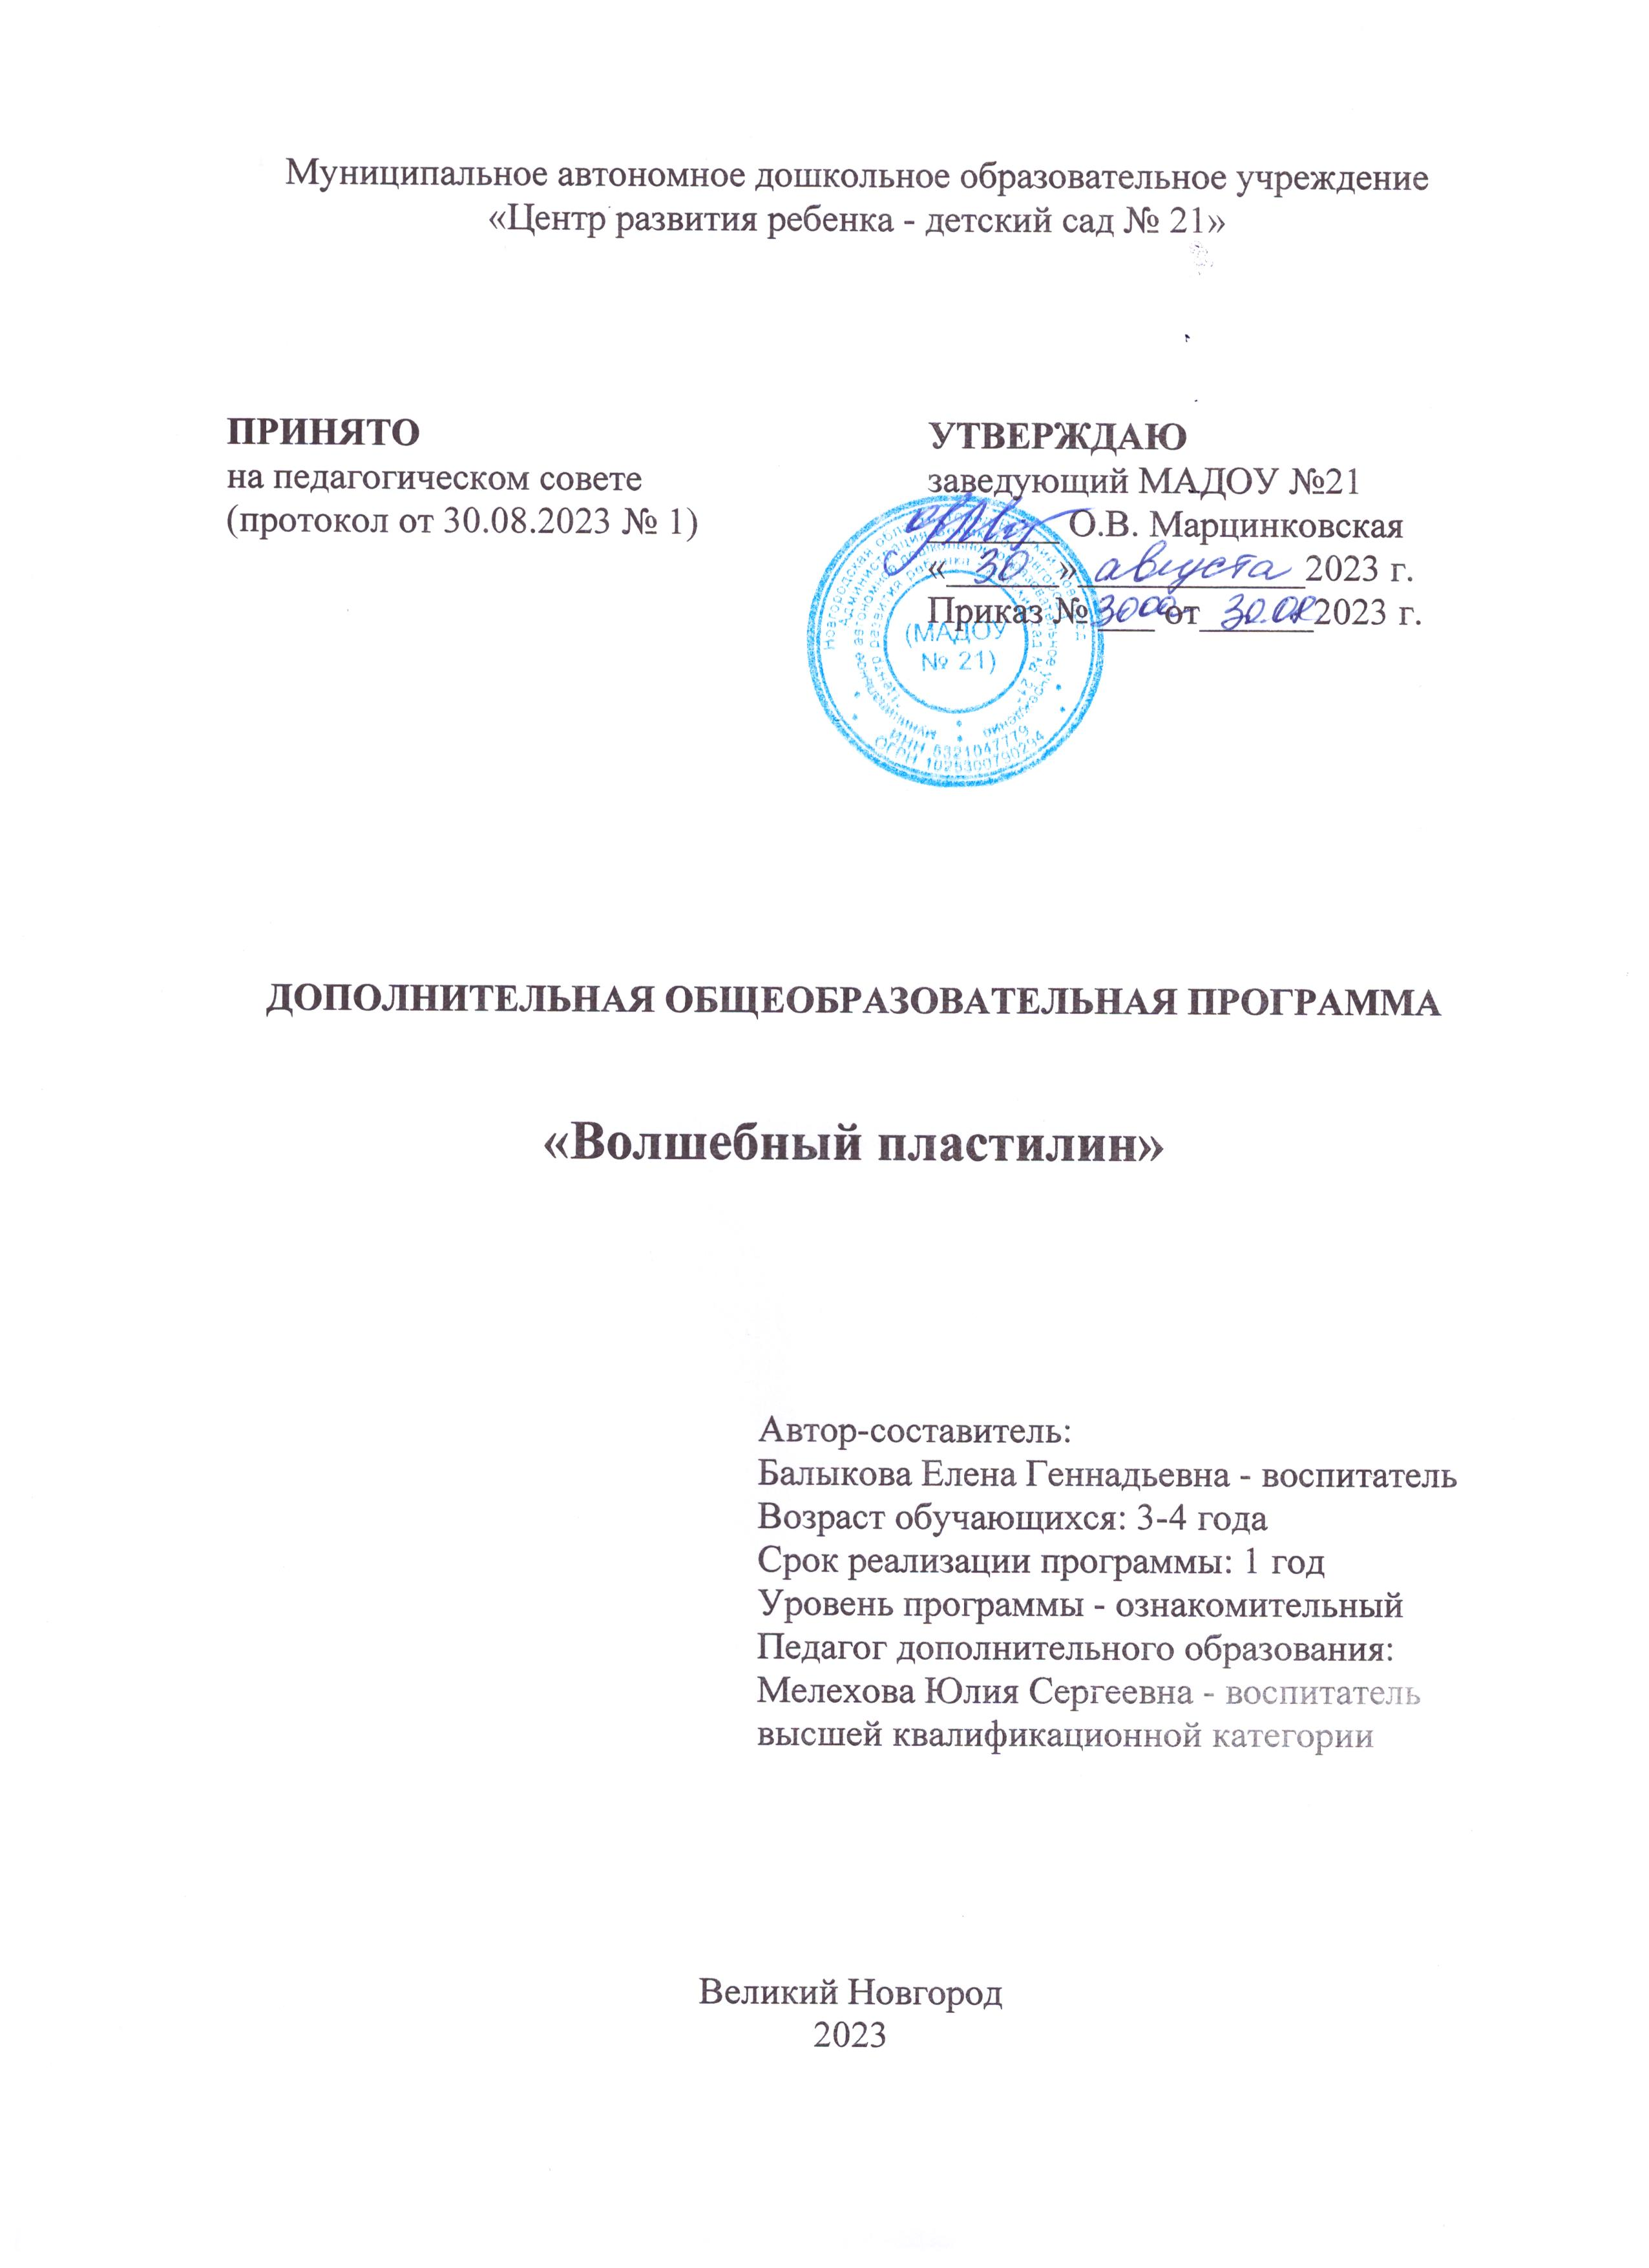 Муниципальное автономное дошкольное образовательное учреждение
«Центр развития ребенка - детский сад № 21»
ПРИНЯТО
на педагогическом совете
(протокол от 30.08.2023 № 1)
УТВЕРЖДАЮ
заведующий МАДОУ №21
О.В. Марцинковская
«30» августа 2023 г.
Приказ № от 30.08 2023 г.
(МАДОУ
№ 21)
ДОПОЛНИТЕЛЬНАЯ ОБЩЕОБРАЗОВАТЕЛЬНАЯ ПРОГРАММА
«Волшебный пластилин»
Автор-составитель:
Балыкова Елена Геннадьевна - воспитатель
Возраст обучающихся: 3-4 года
Срок реализации программы: 1 год
Уровень программы - ознакомительный
Педагог дополнительного образования:
Мелехова Юлия Сергеевна - воспитатель
высшей квалификационной категории
Великий Новгород
2023